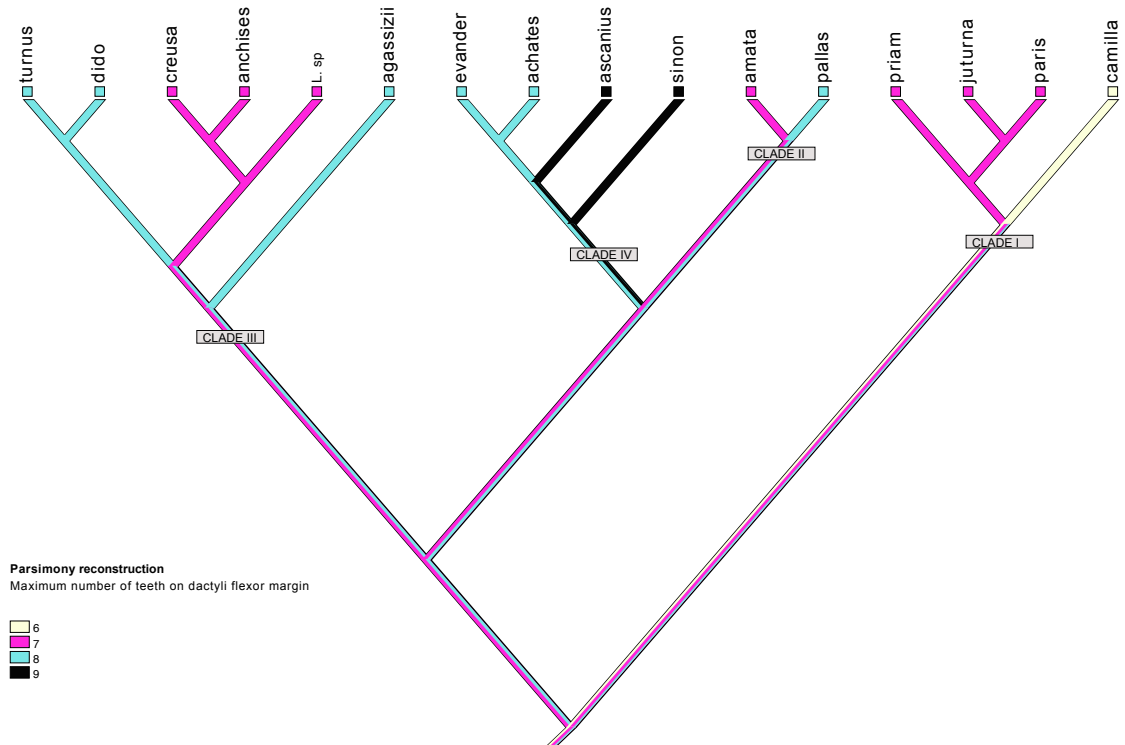 turnus
dido
creusa
anchises
L. sp
agassizii
evander
achates
ascanius
sinon
amata
pallas
priam
juturna
paris
camilla
CLADE II
CLADE I
CLADE IV
CLADE III
Parsimony reconstruction
Maximum number of teeth on dactyli flexor margin
6
7
8
9